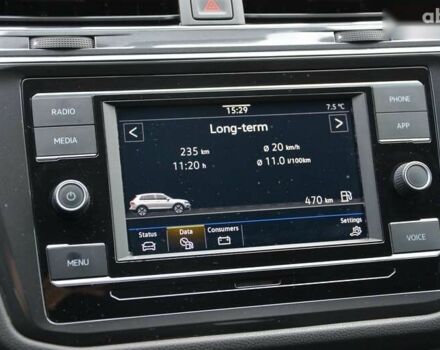 RADIO
MEDIA
MENU
PHONE
APP
VOICE
15:29
7.5 °C
<
Long-term
>
235 km
ø 20 km/h
11:20 h
ø 11.0 l/100km
470 km
Status
Data
Consumers
Settings